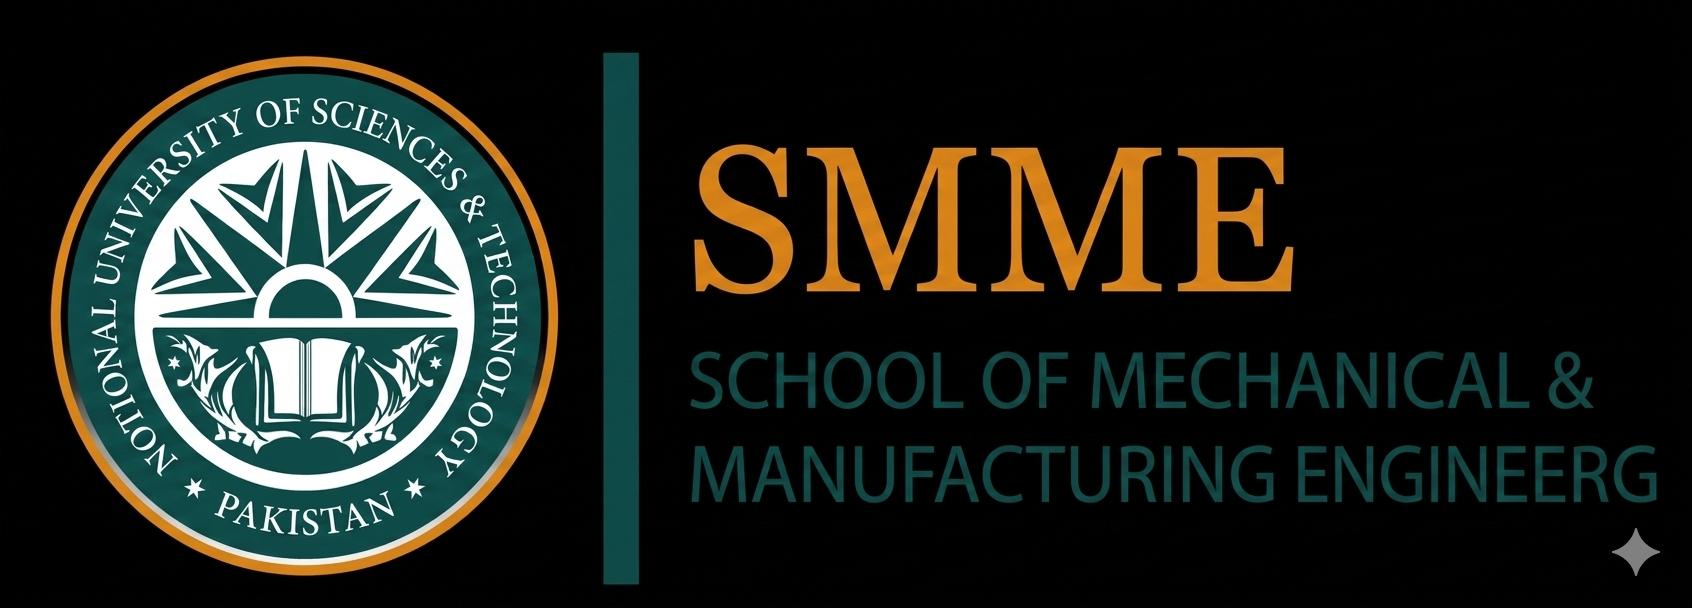 NOTIONAL UNIVERSITY OF SCIENCES & TECHNOLOGY
★ PAKISTAN ★
SMME
SCHOOL OF MECHANICAL &
MANUFACTURING ENGINEERG